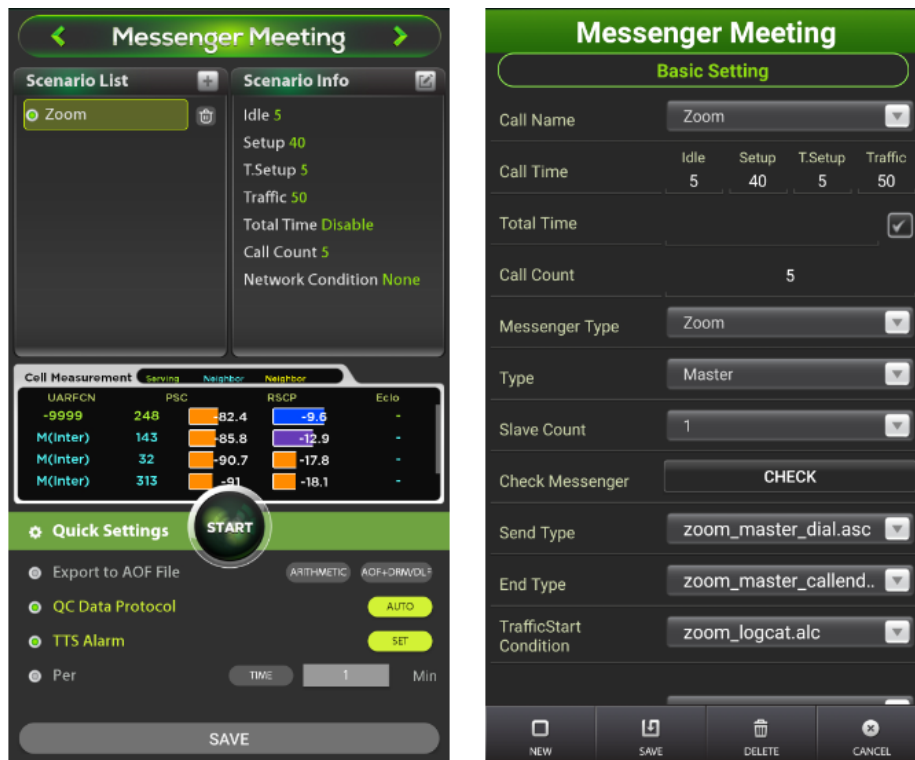 Messenger Meeting
Scenario List
Zoom
Scenario Info
Idle 5
Setup 40
T.Setup 5
Traffic 50
Total Time Disable
Call Count 5
Network Condition None
Cell Measurement Serving Neighbor Neighbor
UARFCN PSC RSCP Eclo
-9999 248 -82.4 -9.6 -
M(Inter) 143 -85.8 -12.9 -
M(Inter) 32 -90.7 -17.8 -
M(Inter) 313 -91 -18.1 -
START
Quick Settings
Export to AOF File ARITHMETIC AOF+DRM/DLF
QC Data Protocol AUTO
TTS Alarm SET
Per TIME 1 Min
SAVE
Messenger Meeting
Basic Setting
Call Name Zoom
Idle Setup T.Setup Traffic
Call Time 5 40 5 50
Total Time
Call Count 5
Messenger Type Zoom
Type Master
Slave Count 1
Check Messenger CHECK
Send Type zoom_master_dial.asc
End Type zoom_master_callend..
TrafficStart
Condition zoom_logcat.alc
NEW SAVE DELETE CANCEL